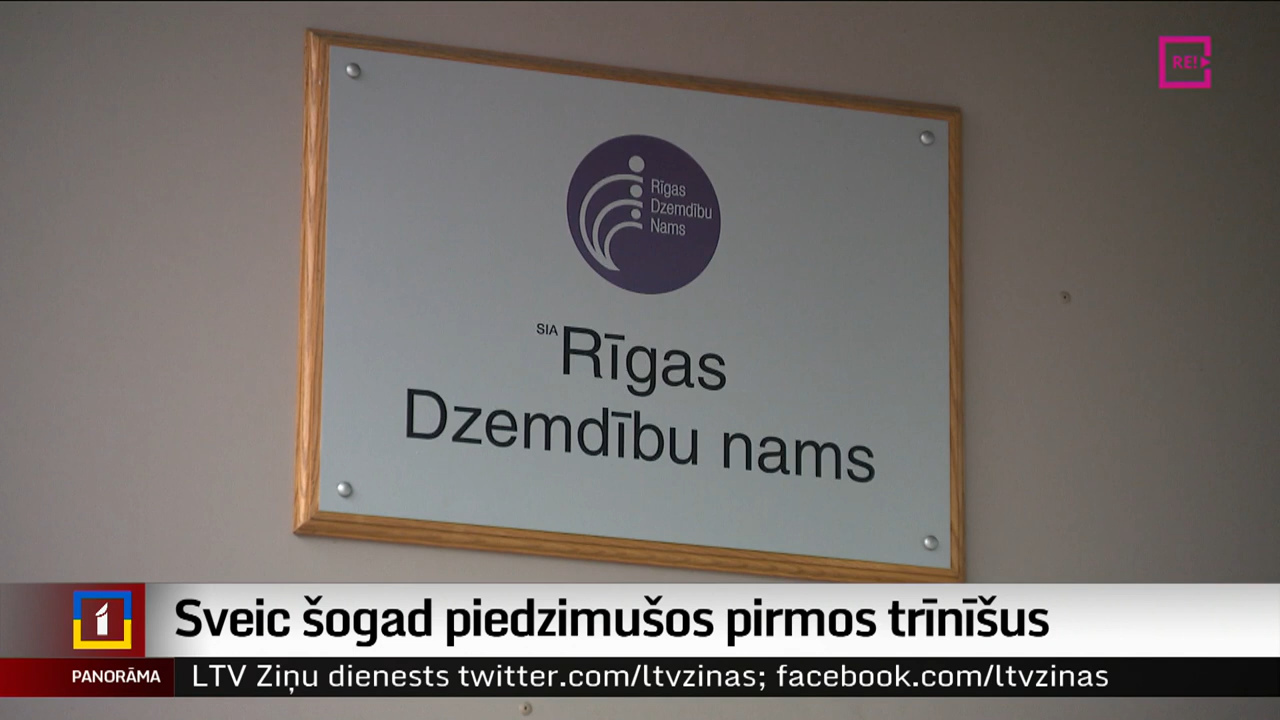 RE!
Rīgas
Dzemdību
Nams
SIA Rīgas
Dzemdību nams
1
Sveic šogad piedzimušos pirmos trīnīšus
PANORĀMA
LTV Ziņu dienests twitter.com/ltvzinas; facebook.com/ltvzinas